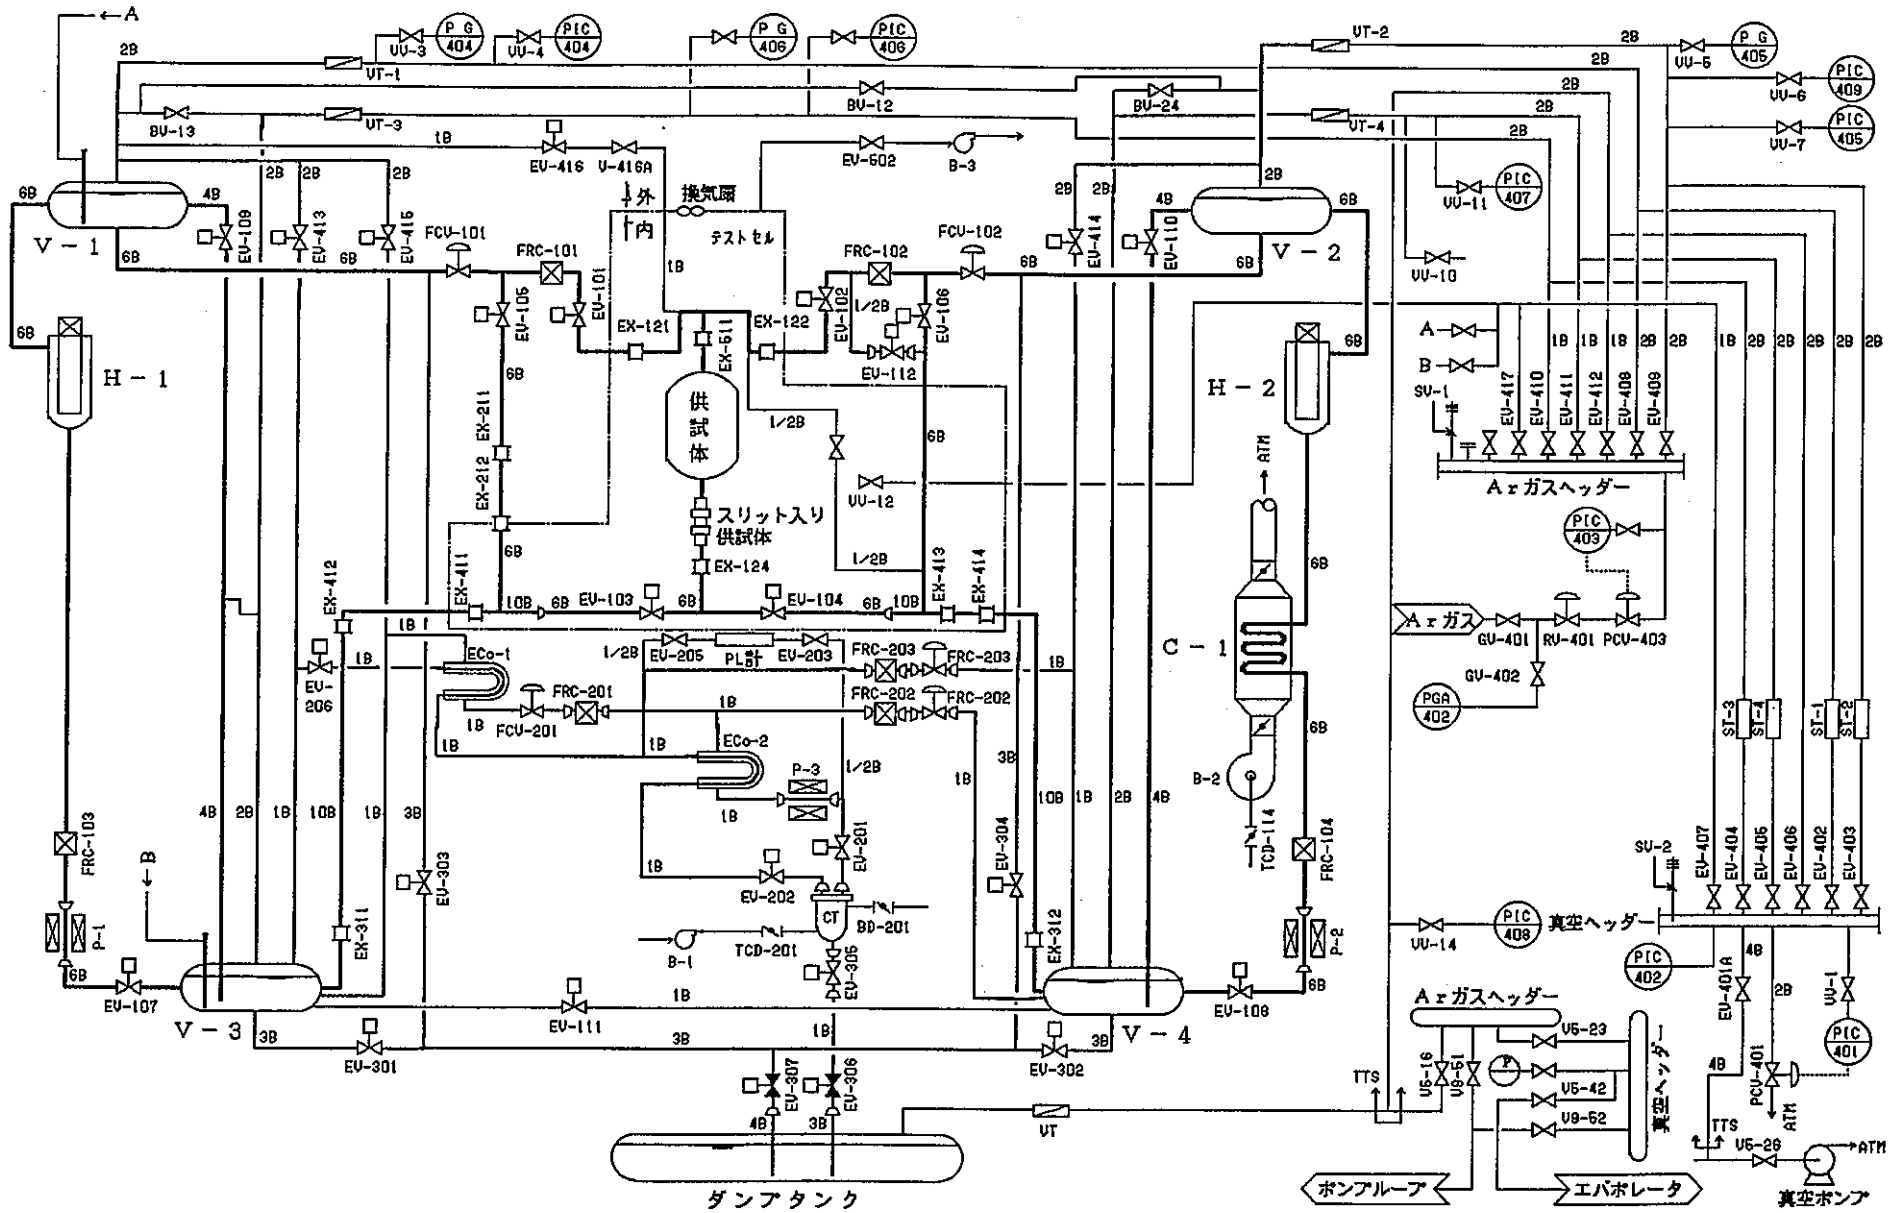 ←A
2B
VV-3
P G
404
VV-4
PIC
404
P G
406
PIC
406
VT-2
2B
VV-5
P G
405
VT-1
2B
PIC
409
VV-6
BV-12
BV-24
2B
BV-13
VT-3
VT-4
2B
2B
PIC
405
VV-7
1B
EV-416
V-416A
EV-502
B-3
2B
2B
2B
2B
2B
2B
PIC
407
VV-11
外
内
換気扇
テストセル
6B
4B
V-1
EV-109
EV-413
EV-415
FCV-101
FRC-101
FRC-102
FCV-102
EV-414
EV-110
4B
6B
V-2
VV-10
6B
6B
1B
6B
6B
EV-105
EV-101
EX-121
EX-122
EV-102
1/2B
EV-106
EV-112
EX-511
6B
H-1
6B
H-2
A
B
SV-1
1B
1B
1B
2B
2B
1B
2B
2B
2B
2B
2B
EV-417
EV-410
EV-411
EV-412
EV-408
EV-409
Arガスヘッダー
供
試
体
6B
EX-211
EX-212
1/2B
6B
VV-12
ATM
スリット入り
供試体
EX-124
PIC
403
6B
EX-411
EX-412
10B
6B
EV-103
6B
EV-104
6B
10B
1/2B
EX-413
EX-414
6B
C-1
Arガス
GV-401
RV-401
PCV-403
GV-402
PGA
402
1B
1B
EV-
206
ECo-1
1/2B
EV-205
PL計
EV-203
FRC-203
FRC-203
1B
1B
FCV-201
FRC-201
1B
FRC-202
FRC-202
1B
1B
ECo-2
P-3
1/2B
1B
3B
6B
ST-3
ST-4
ST-1
ST-2
B-2
TCD-114
FRC-103
4B
2B
1B
10B
1B
3B
EV-303
1B
EV-202
EV-201
EV-304
10B
1B
2B
4B
FRC-104
EV-407
EV-404
EV-405
EV-406
EV-402
EV-403
SV-2
B
P-1
EX-311
CT
BD-201
TCD-201
B-1
EV-305
EX-312
P-2
VV-14
PIC
408
真空ヘッダー
PIC
402
4B
EV-401A
2B
VV-1
6B
EV-107
V-3
EV-111
1B
V-4
EV-108
6B
Arガスヘッダー
V5-23
真空ヘッダー
PIC
401
3B
EV-301
3B
1B
EV-302
3B
V5-16
V9-51
P
V5-42
V9-52
4B
PCV-401
ATM
EV-307
EV-306
4B
3B
VT
TTS
TTS
V5-26
ATM
ダンプタンク
ポンプループ
エバポレータ
真空ポンプ